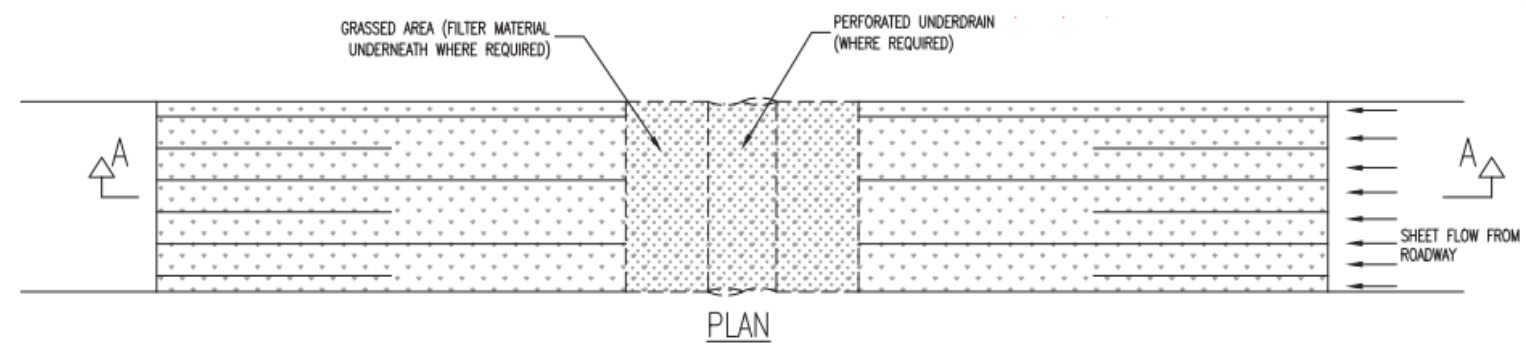 GRASSED AREA (FILTER MATERIAL
UNDERNEATH WHERE REQUIRED)
PERFORATED UNDERDRAIN
(WHERE REQUIRED)
A
A
SHEET FLOW FROM
ROADWAY
PLAN